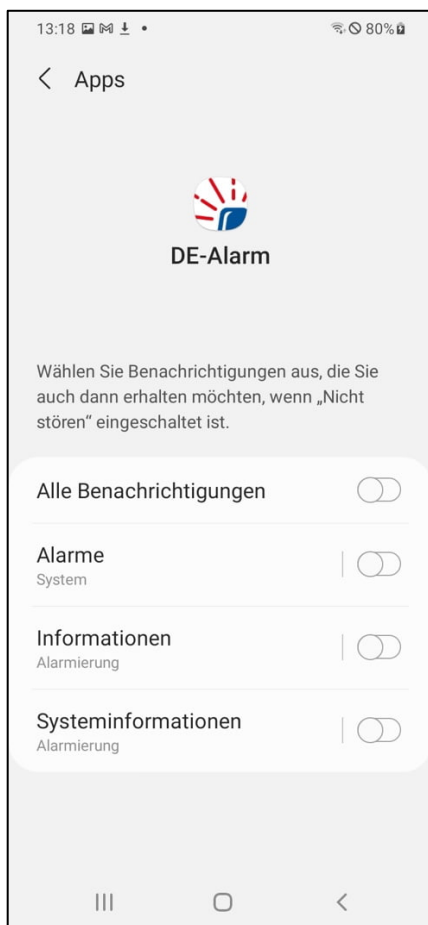 13:18 80%
Apps
DE-Alarm
Wählen Sie Benachrichtigungen aus, die Sie
auch dann erhalten möchten, wenn „Nicht
stören“ eingeschaltet ist.
Alle Benachrichtigungen
Alarme
System
Informationen
Alarmierung
Systeminformationen
Alarmierung